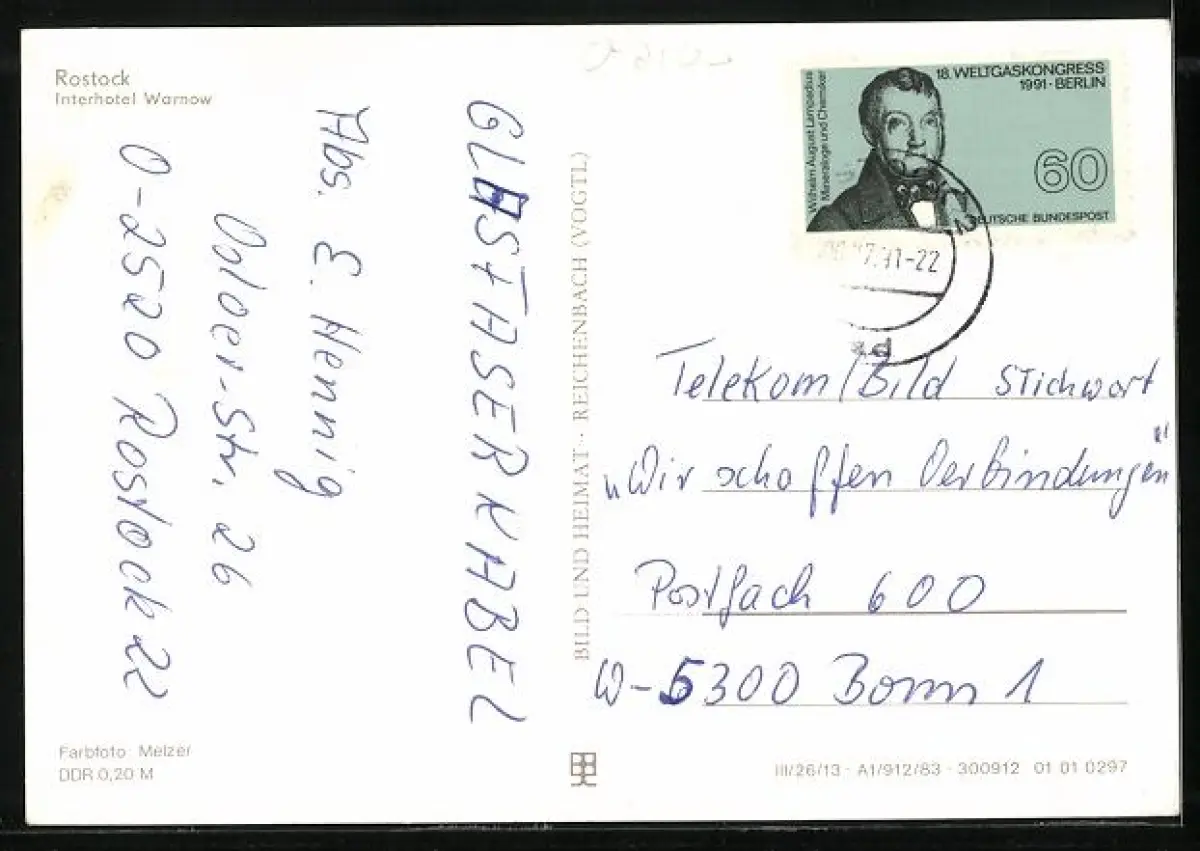 Rostock
Interhotel Warnow
GLASFASERKABEL
Abs. E. Hennig
26
O-2520 Rostock 22
BILD UND HEIMAT · REICHENBACH (VOGTL)
Wilhelm August Lampadius
Mineraloge und Chemiker
18. WELTGASKONGRESS
1991 · BERLIN
60
DEUTSCHE BUNDESPOST
91-22
Telekom/Bild Stichwort
„Wir schaffen Verbindungen"
Postfach 600
W-5300 Bonn 1
Farbfoto: Melzer
DDR 0,20 M
III/26/13 · A1/912/83 · 300912 01 01 0297